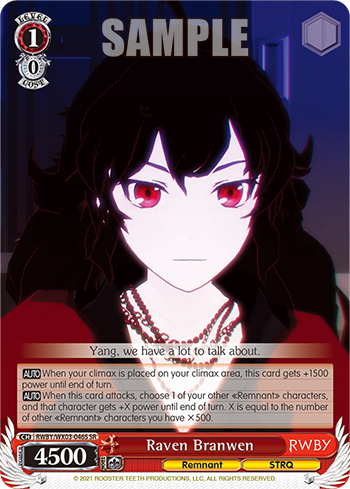 LEVEL
1
0
COST
SAMPLE
Yang, we have a lot to talk about.
AUTO When your climax is placed on your climax area, this card gets +1500
power until end of turn.
AUTO When this card attacks, choose 1 of your other «Remnant» characters,
and that character gets +X power until end of turn. X is equal to the number
of other «Remnant» characters you have ×500.
CH RWBY/WX03-046S SR
Raven Branwen
RWBY
POWER
4500
SOUL
Remnant
STRQ
©2021 ROOSTER TEETH PRODUCTIONS, LLC, ALL RIGHTS RESERVED.